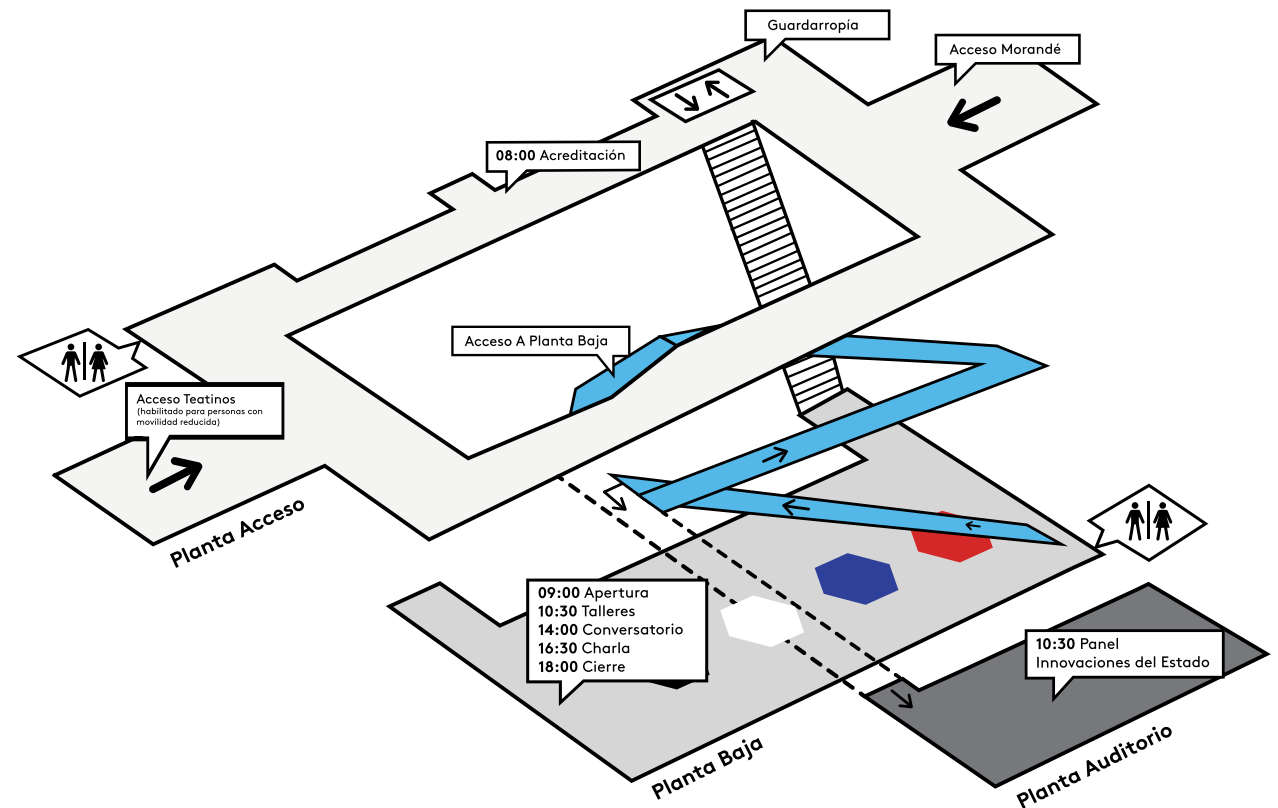 Guardarropía
Acceso Morandé
08:00 Acreditación
Acceso A Planta Baja
Acceso Teatinos
(habilitado para personas con
movilidad reducida)
Planta Acceso
09:00 Apertura
10:30 Talleres
14:00 Conversatorio
16:30 Charla
18:00 Cierre
10:30 Panel
Innovaciones del Estado
Planta Baja
Planta Auditorio